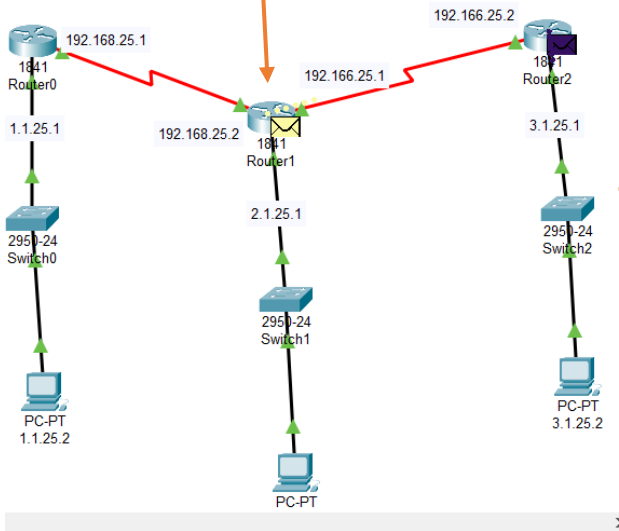 192.166.25.2
192.168.25.1
1841
Router0
1841
Router2
192.166.25.1
1.1.25.1
192.168.25.2
1841
Router1
3.1.25.1
2.1.25.1
2950-24
Switch0
2950-24
Switch2
2950-24
Switch1
PC-PT
3.1.25.2
PC-PT
1.1.25.2
PC-PT